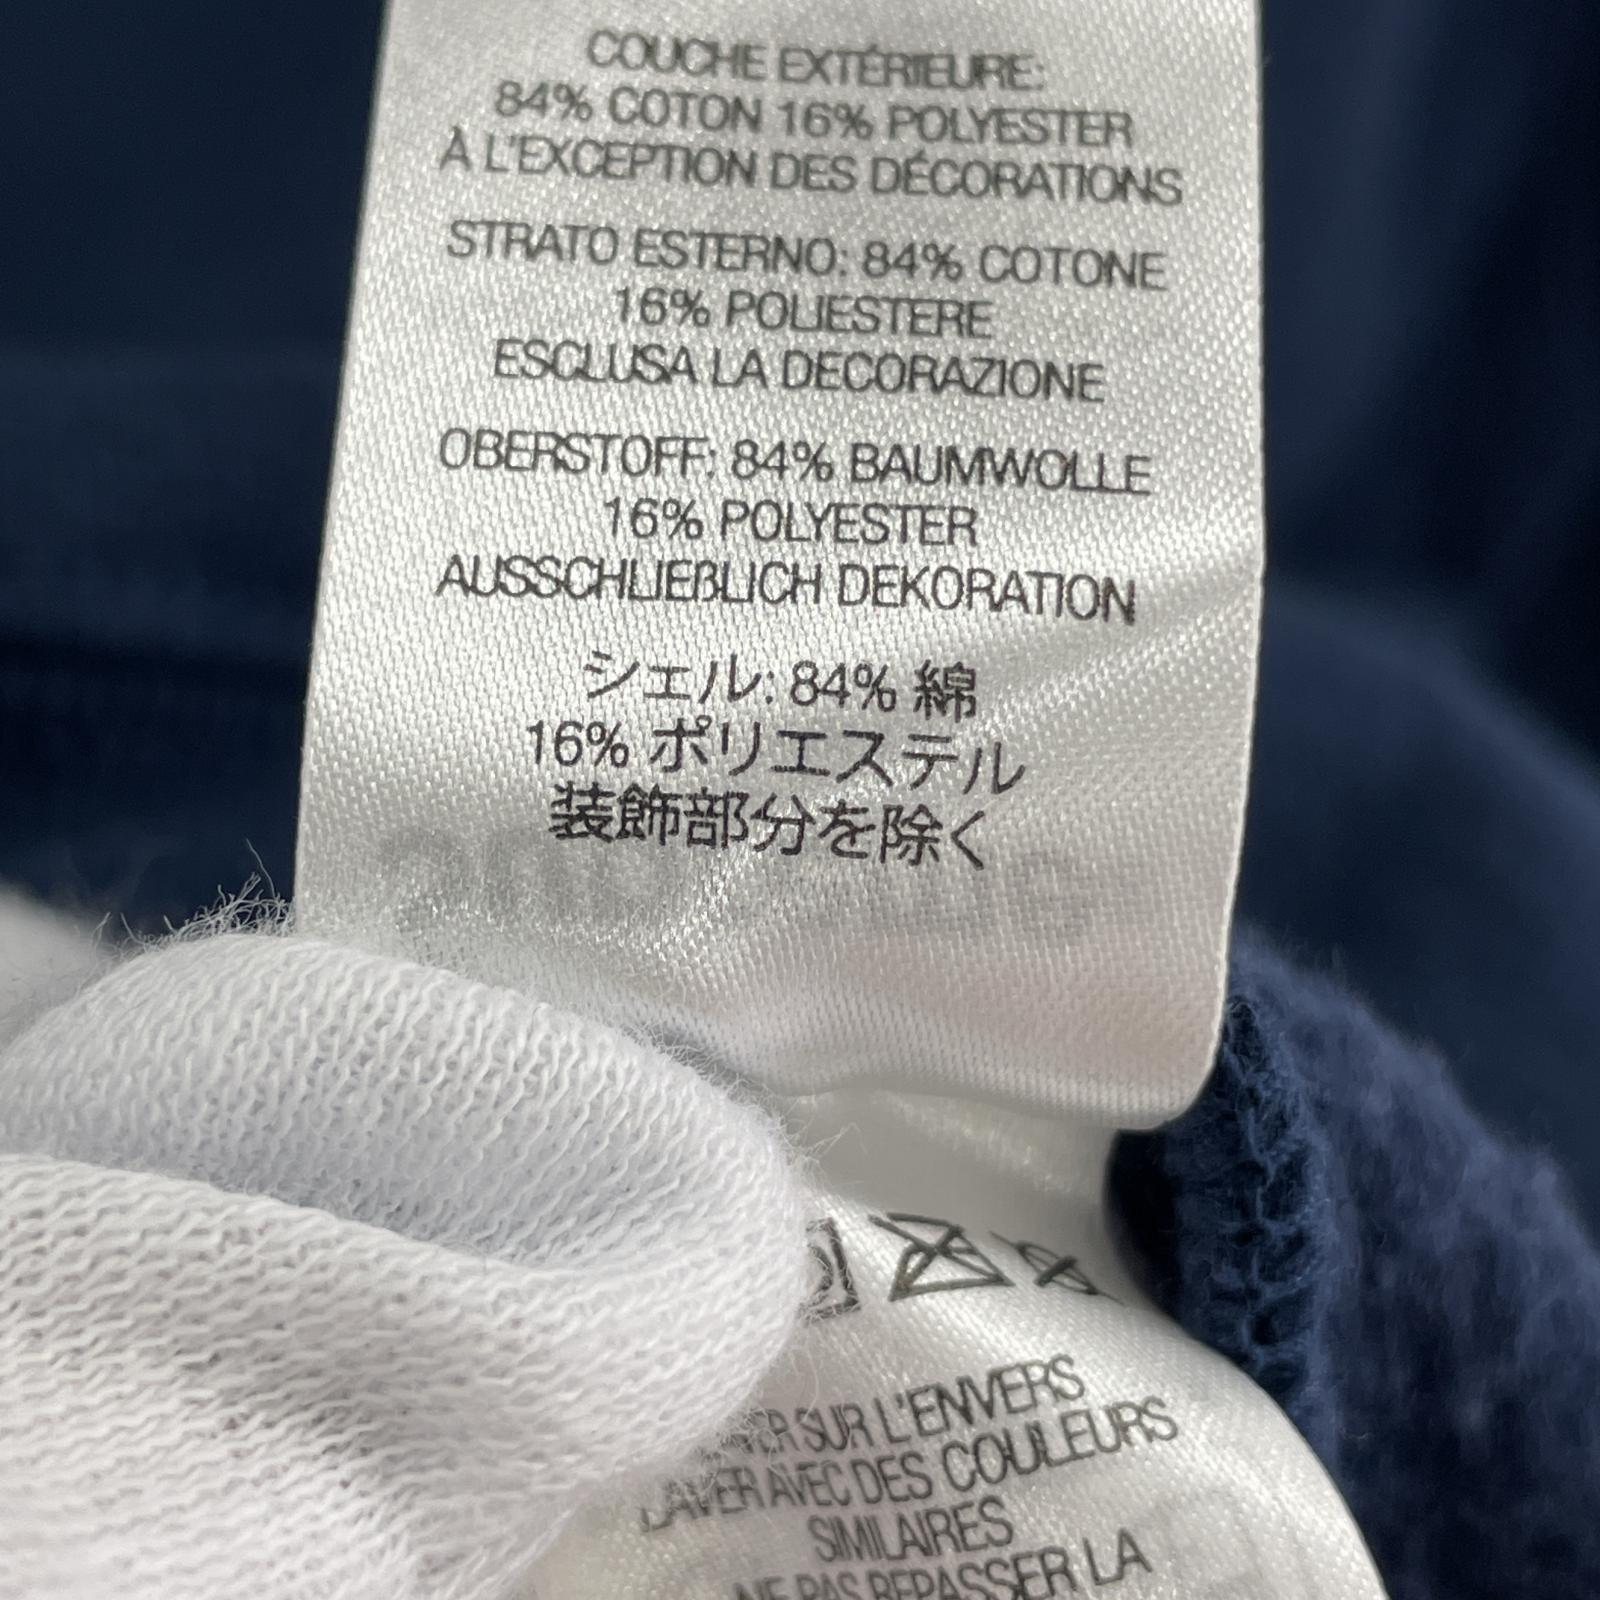 COUCHE EXTÉRIEURE:
84% COTON 16% POLYESTER
À L'EXCEPTION DES DÉCORATIONS
STRATO ESTERNO: 84% COTONE
16% POLIESTERE
ESCLUSA LA DECORAZIONE
OBERSTOFF: 84% BAUMWOLLE
16% POLYESTER
AUSSCHLIEßLICH DEKORATION
シェル: 84% 綿
16% ポリエステル
装飾部分を除く
SUR L'ENVERS
LAVER AVEC DES COULEURS
SIMILAIRES
NE PAS REPASSER LA